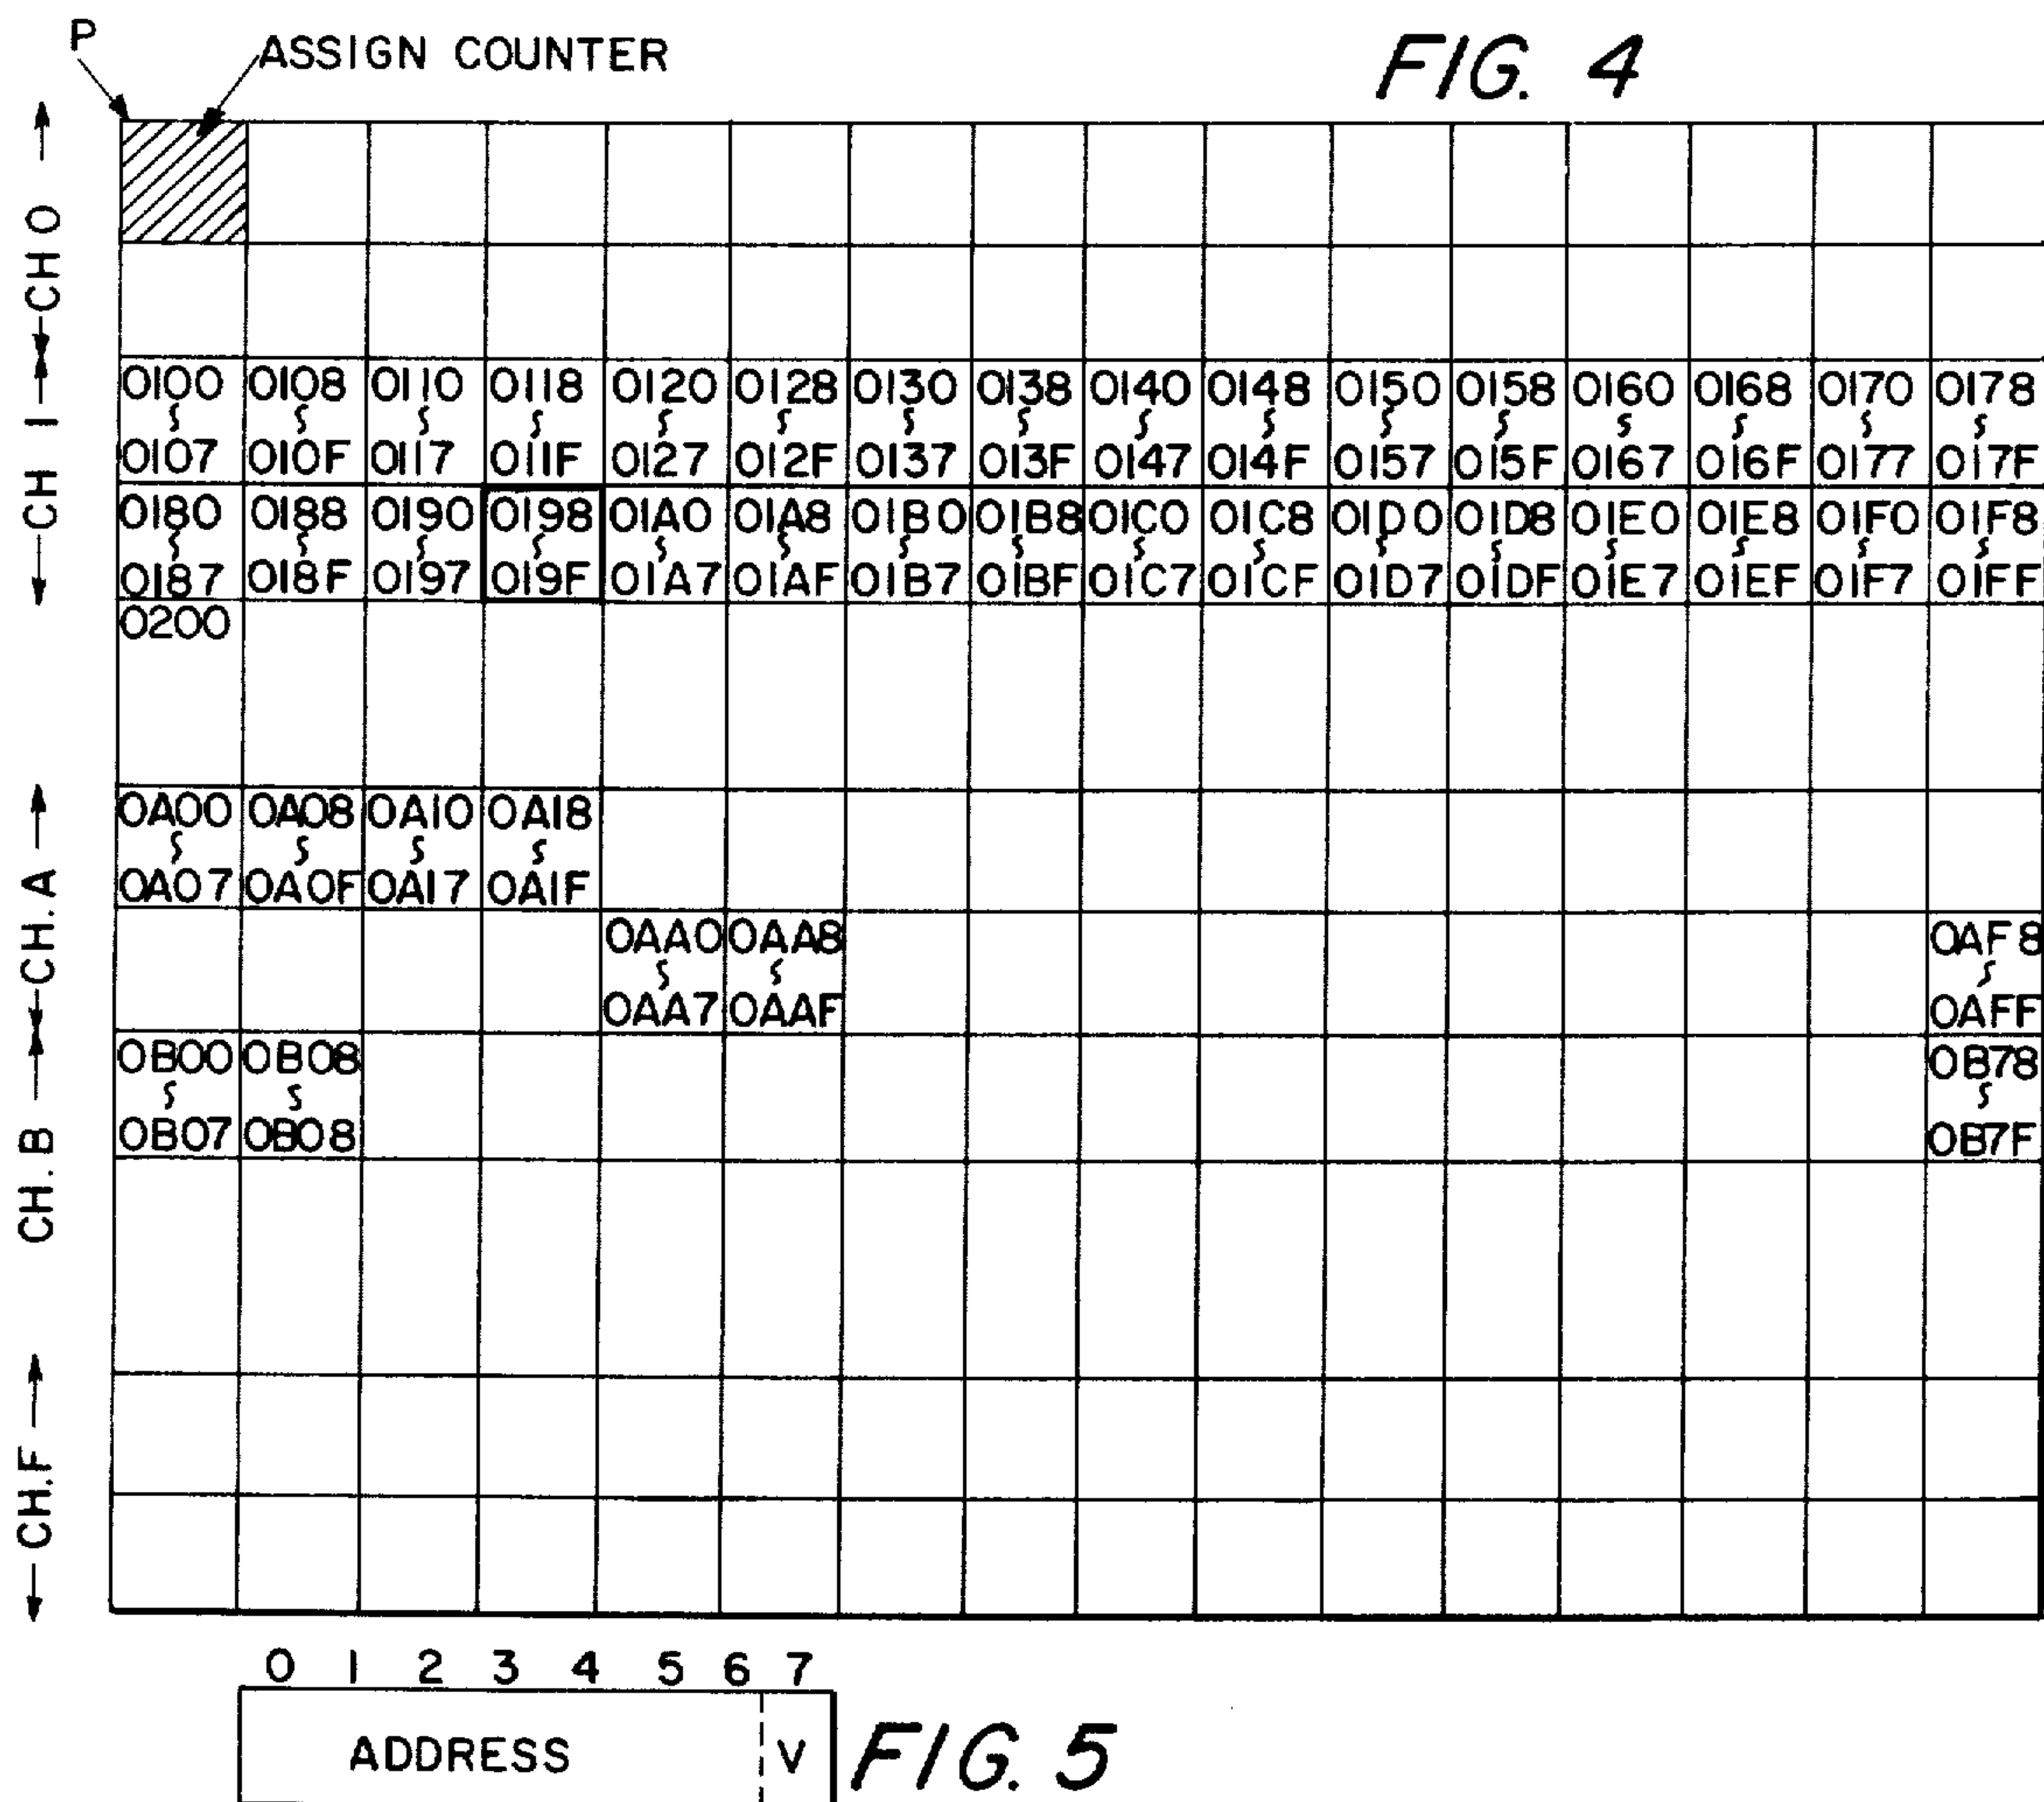 P
ASSIGN COUNTER
FIG. 4
CH 0
CH 1
0100 0108 0110 0118 0120 0128 0130 0138 0140 0148 0150 0158 0160 0168 0170 0178
0107 010F 0117 011F 0127 012F 0137 013F 0147 014F 0157 015F 0167 016F 0177 017F
0180 0188 0190 0198 01A0 01A8 01B0 01B8 01C0 01C8 01D0 01D8 01E0 01E8 01F0 01F8
0187 018F 0197 019F 01A7 01AF 01B7 01BF 01C7 01CF 01D7 01DF 01E7 01EF 01F7 01FF
0200
CH. A
0A00 0A08 0A10 0A18
0A07 0A0F 0A17 0A1F
0AA0 0AA8 0AF8
0AA7 0AAF 0AFF
CH. B
0B00 0B08 0B78
0B07 0B08 0B7F
CH.F
0 1 2 3 4 5 6 7
ADDRESS V
FIG. 5